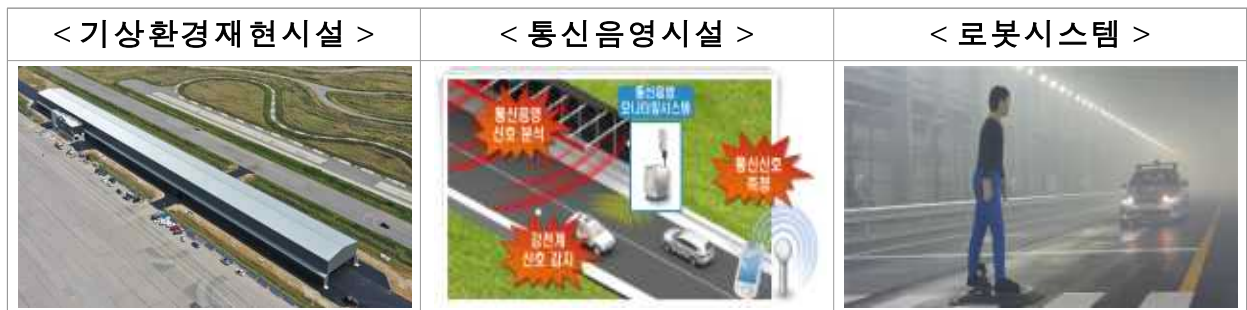 < 기상환경재현시설 >
< 통신음영시설 >
< 로봇시스템 >
통신음영
신호 분석
통신음영
모니터링시스템
통신신호
측정
강전계
신호 감지